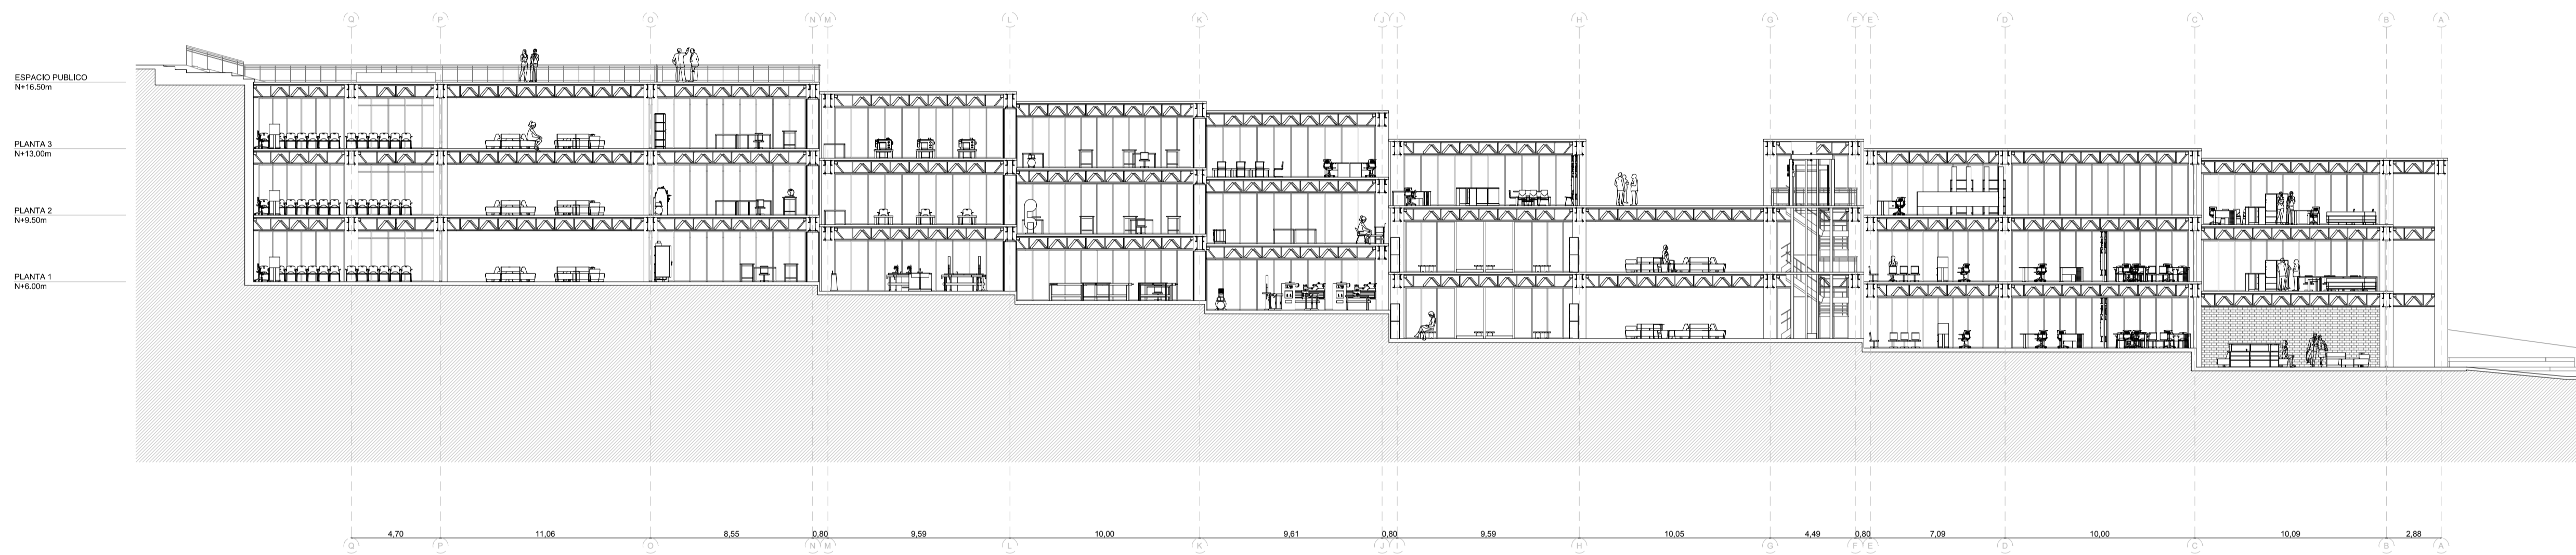 Q P O N M L K J I H G F E D C B A
ESPACIO PUBLICO
N+16.50m
PLANTA 3
N+13.00m
PLANTA 2
N+9.50m
PLANTA 1
N+6.00m
4,70 11,06 8,55 0,80 9,59 10,00 9,61 0,80 9,59 10,05 4,49 0,80 7,09 10,00 10,09 2,88
Q P O N M L K J I H G F E D C B A